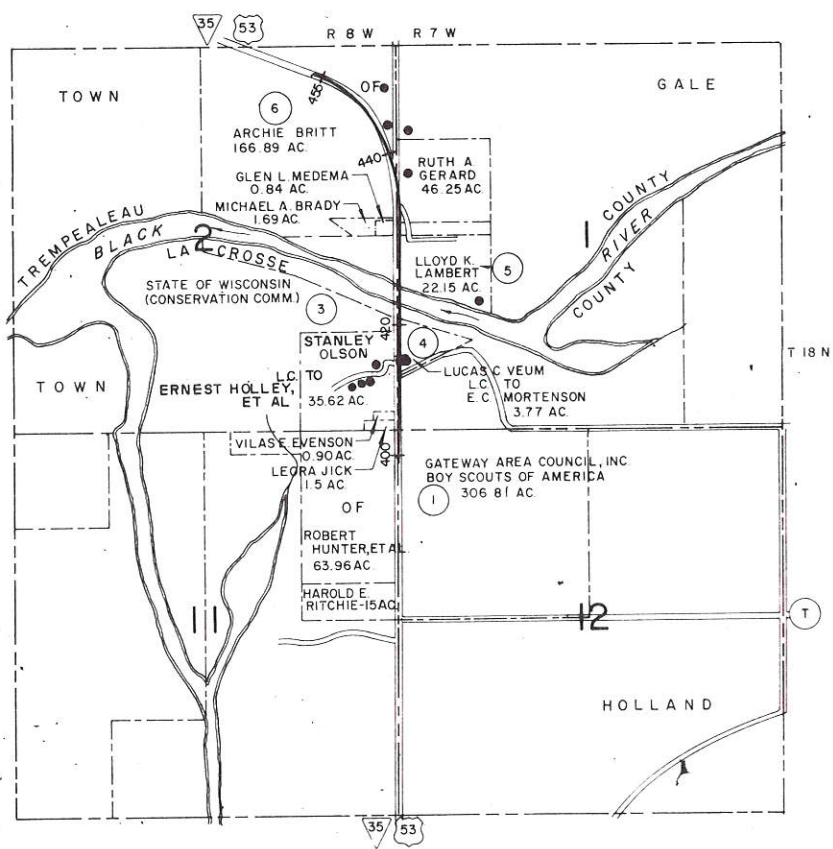 35
53
R 8 W R 7 W
TOWN
OF
GALE
6
456
ARCHIE BRITT
166.89 AC.
440
RUTH A.
GERARD
46.25 AC.
GLEN L. MEDEMA
0.84 AC.
MICHAEL A. BRADY
1.69 AC.
TREMPEALEAU
COUNTY
BLACK
RIVER
2
1
LA CROSSE
COUNTY
LLOYD K.
LAMBERT
22.15 AC.
5
STATE OF WISCONSIN
(CONSERVATION COMM.)
3
420
4
STANLEY
OLSON
L.C. TO
ERNEST HOLLEY,
ET AL
35.62 AC.
LUCAS C VEUM
L.C. TO
E. C. MORTENSON
3.77 AC.
T 18 N
TOWN
VILAS E. EVENSON
0.90 AC.
LEORA JICK
1.5 AC.
400
GATEWAY AREA COUNCIL, INC.
BOY SCOUTS OF AMERICA
306 81 AC.
1
OF
ROBERT
HUNTER, ET AL.
63.96 AC.
HAROLD E.
RITCHIE-15 AC.
11
12
T
HOLLAND
35
53